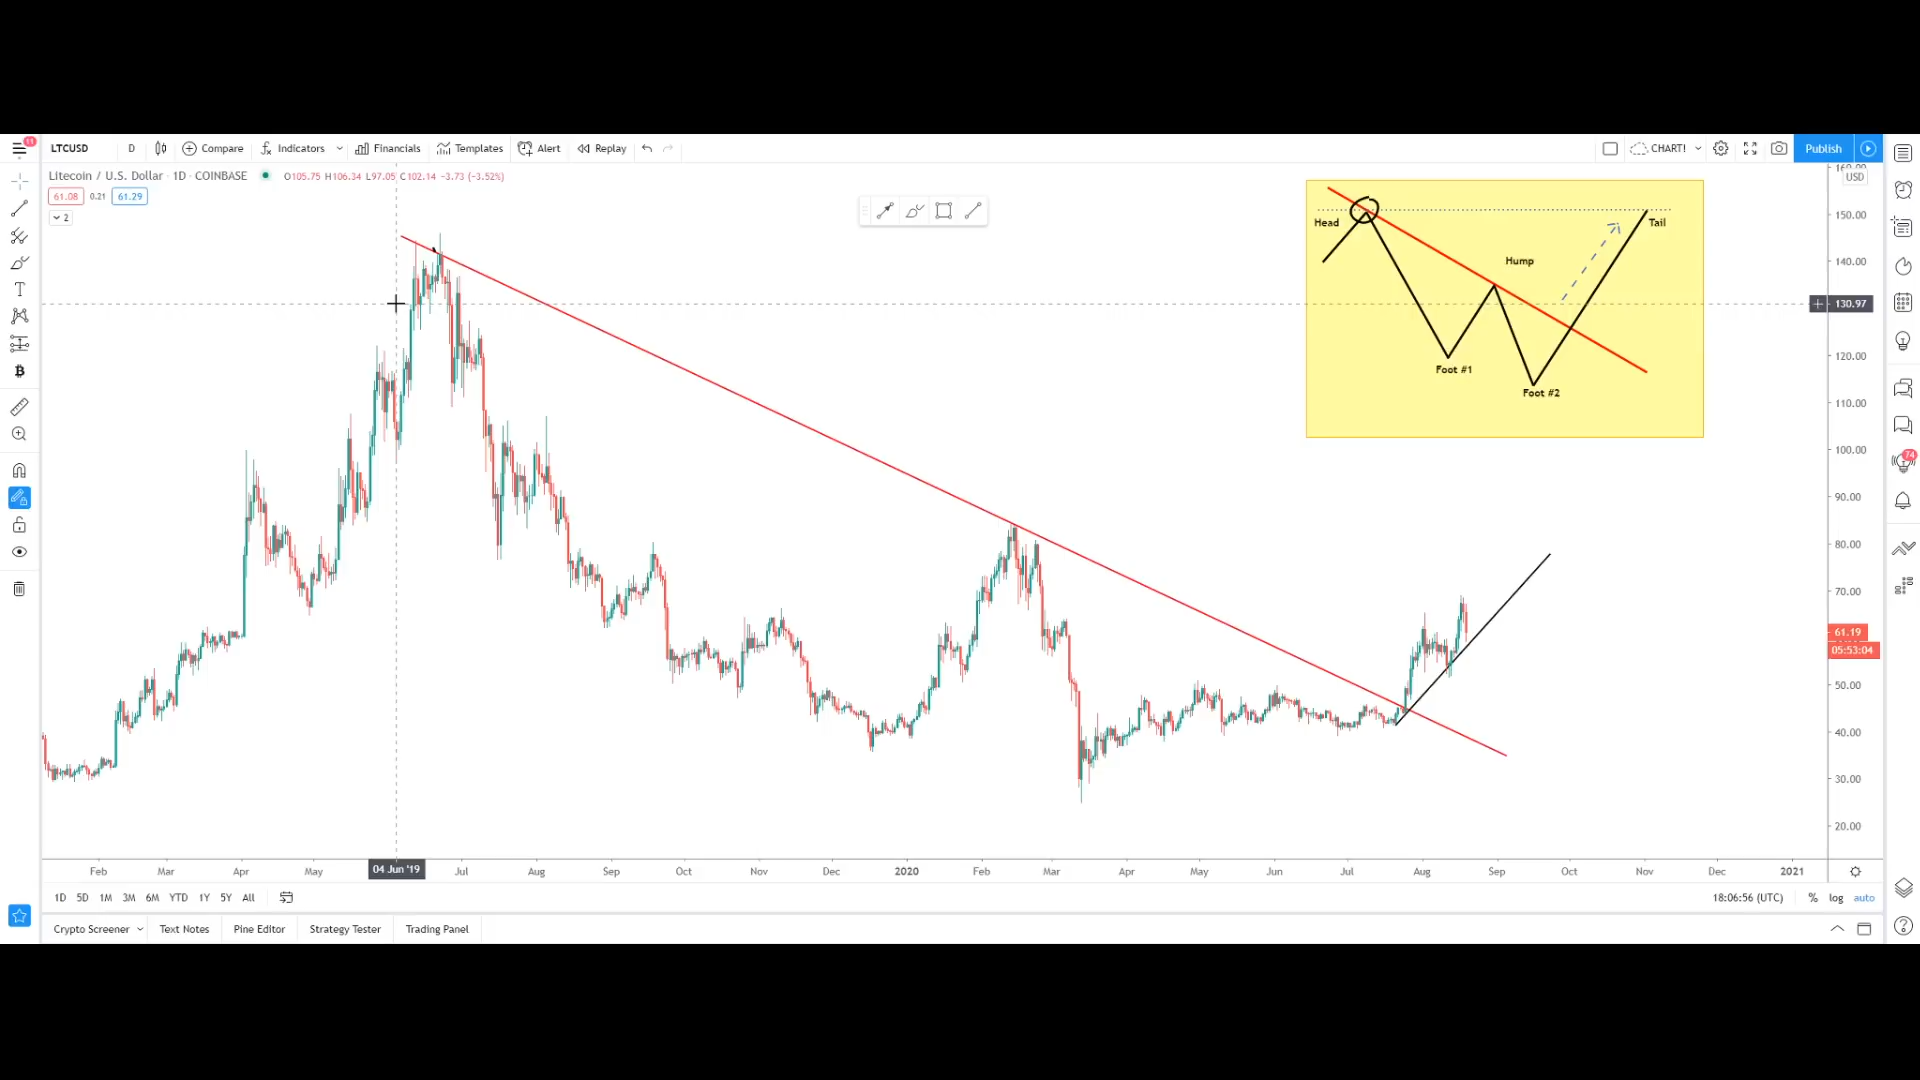 11
LTCUSD D Compare Indicators Financials Templates Alert Replay CHART! Publish
Litecoin / U.S. Dollar · 1D · COINBASE O105.75 H106.34 L97.05 C102.14 -3.73 (-3.52%)
61.08 0.21 61.29
2
160.00
USD
150.00
140.00
130.97
120.00
110.00
100.00
90.00
80.00
70.00
61.19
05:53:04
50.00
40.00
30.00
20.00
Head
Tail
Hump
Foot #1
Foot #2
74
Feb Mar Apr May 04 Jun '19 Jul Aug Sep Oct Nov Dec 2020 Feb Mar Apr May Jun Jul Aug Sep Oct Nov Dec 2021
1D 5D 1M 3M 6M YTD 1Y 5Y All 18:06:56 (UTC) % log auto
Crypto Screener Text Notes Pine Editor Strategy Tester Trading Panel